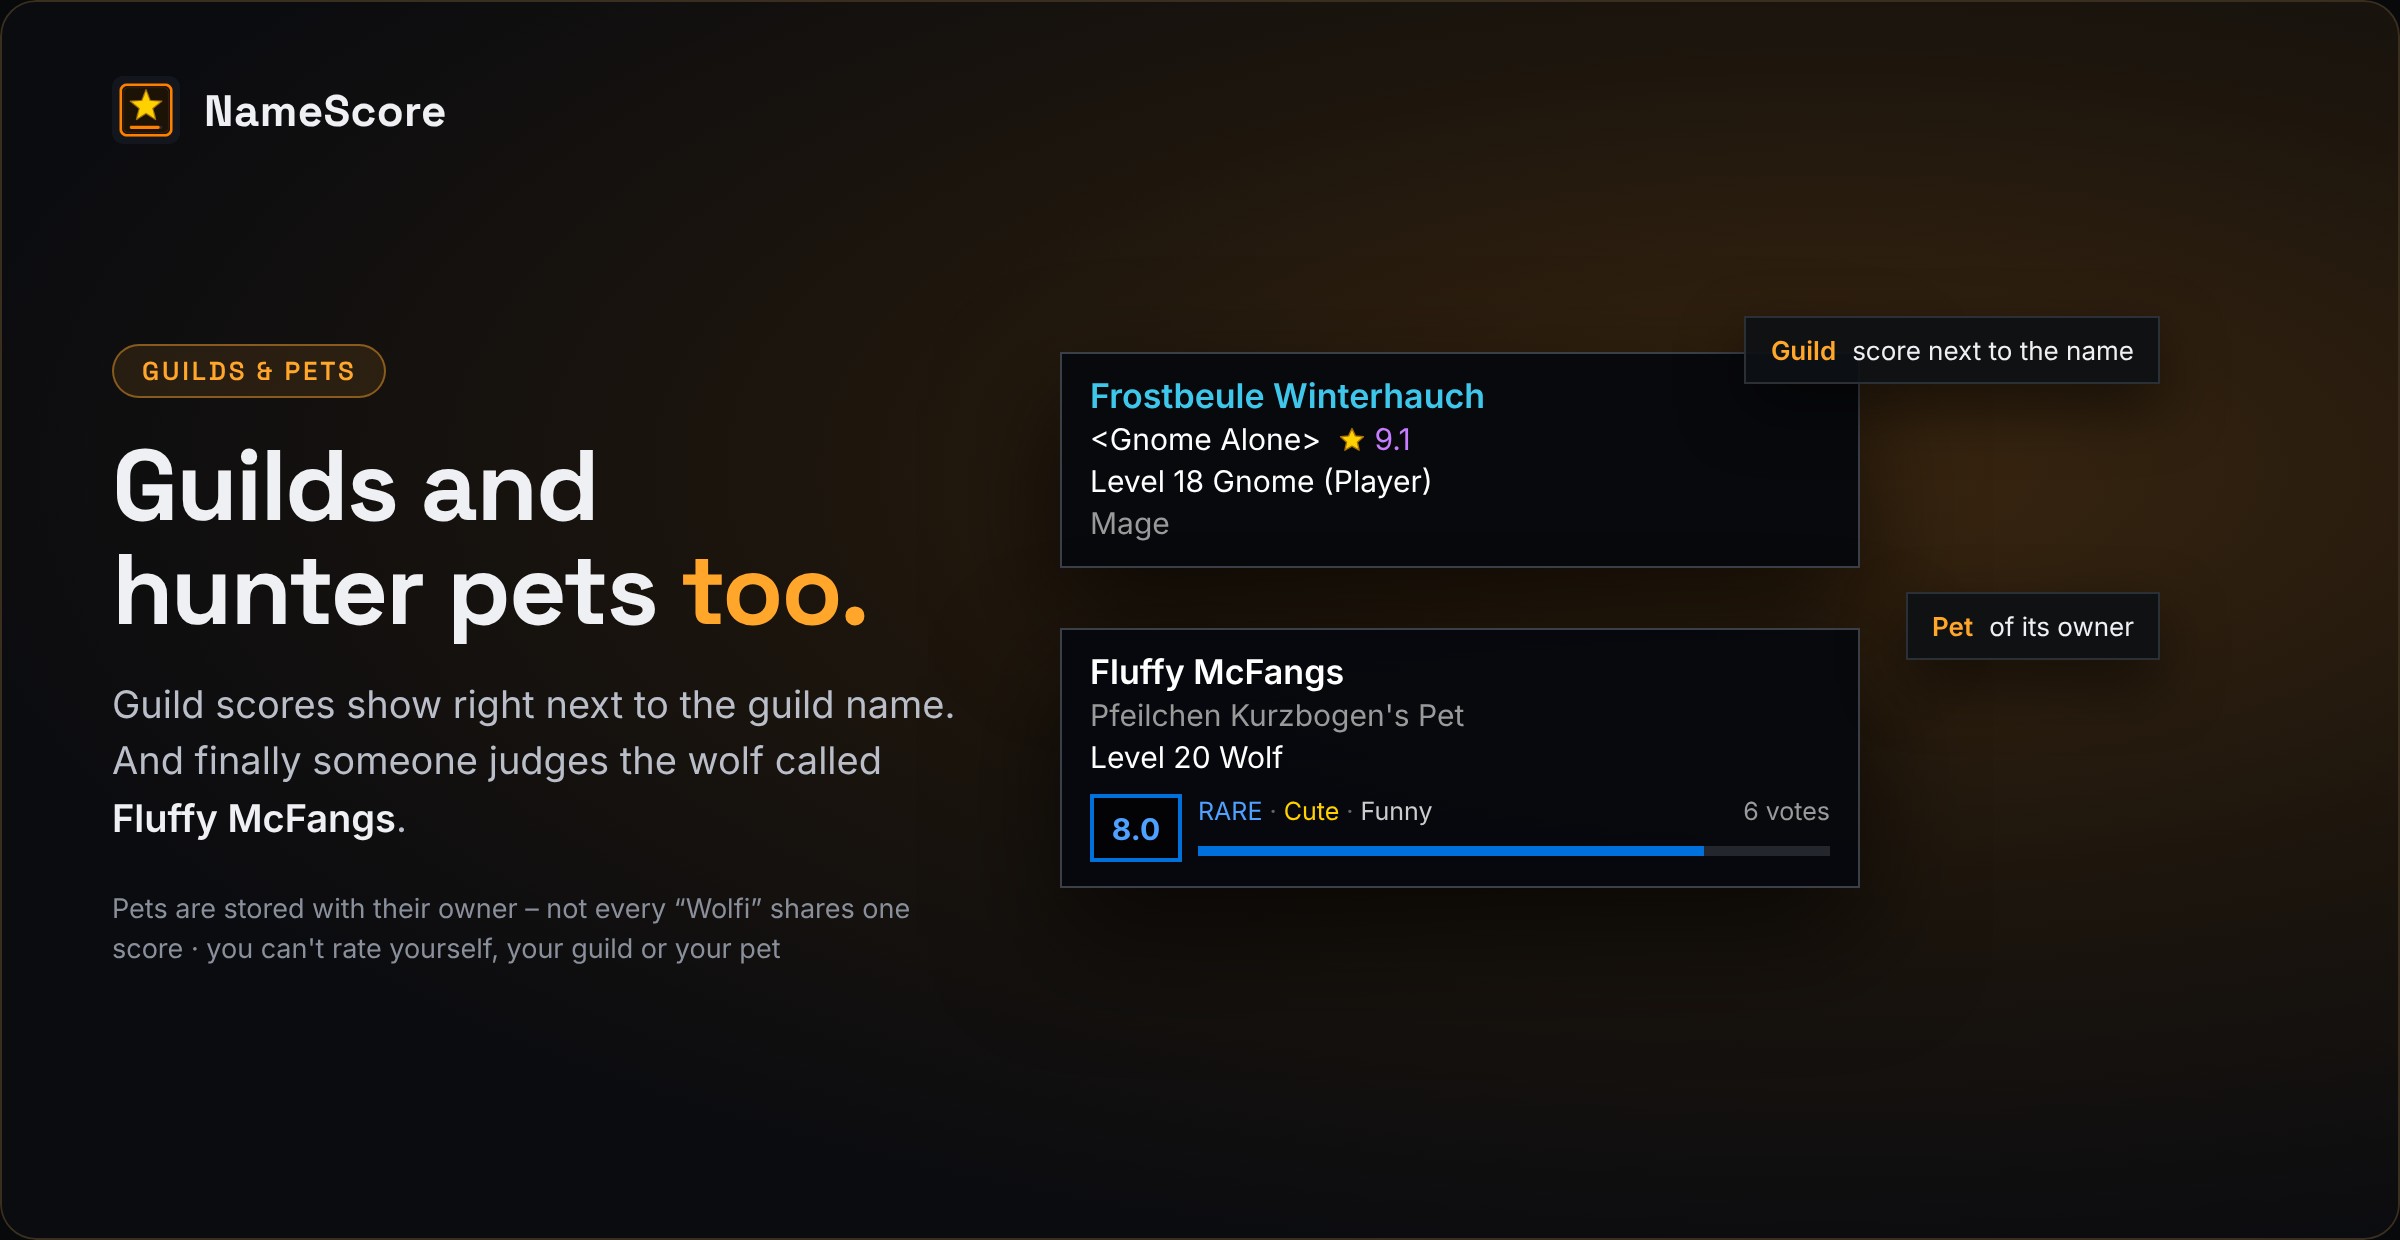 NameScore
GUILDS & PETS
Guilds and
hunter pets too.
Guild scores show right next to the guild name.
And finally someone judges the wolf called
Fluffy McFangs.
Pets are stored with their owner – not every “Wolfi” shares one
score · you can't rate yourself, your guild or your pet
Guild score next to the name
Frostbeule Winterhauch
<Gnome Alone> ★ 9.1
Level 18 Gnome (Player)
Mage
Pet of its owner
Fluffy McFangs
Pfeilchen Kurzbogen's Pet
Level 20 Wolf
8.0 RARE · Cute · Funny 6 votes